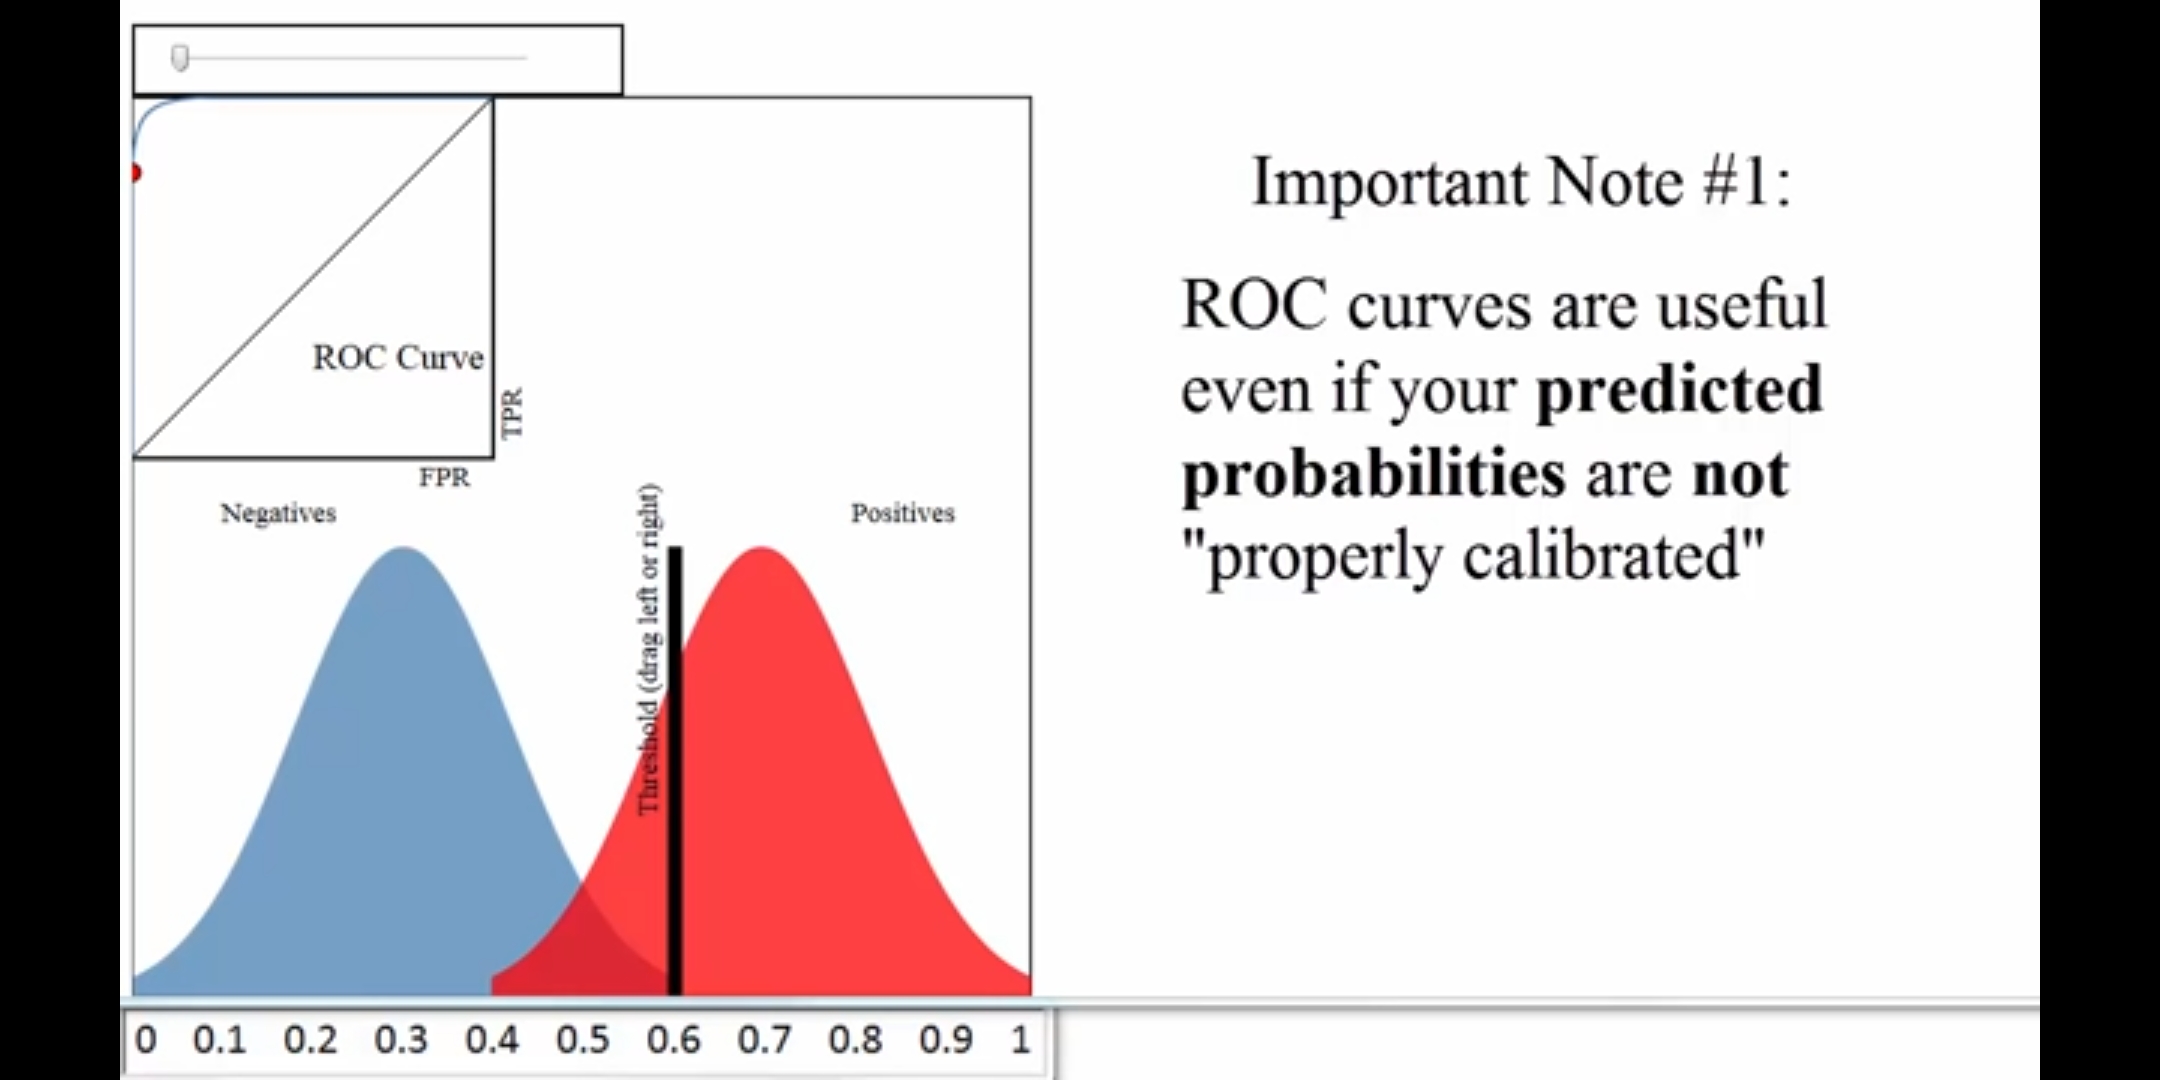 Important Note #1:
ROC curves are useful
even if your predicted
probabilities are not
"properly calibrated"
ROC Curve
TPR
FPR
Negatives
Positives
Threshold (drag left or right)
0 0.1 0.2 0.3 0.4 0.5 0.6 0.7 0.8 0.9 1